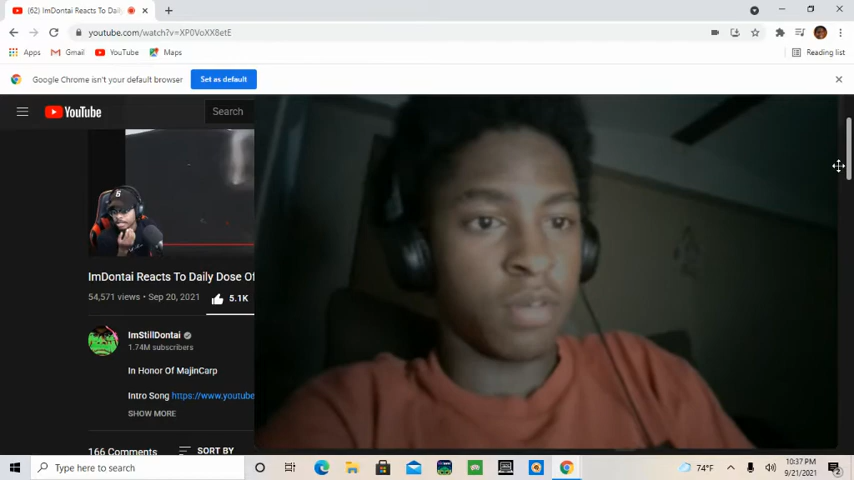 (62) ImDontai Reacts To Daily D
youtube.com/watch?v=XP0VoXX8etE
Apps
Gmail
YouTube
Maps
Reading list
Google Chrome isn't your default browser
Set as default
YouTube
Search
ImDontai Reacts To Daily Dose Of
54,571 views • Sep 20, 2021
5.1K
ImStillDontai
1.74M subscribers
In Honor Of MajinCarp
Intro Song https://www.youtube
SHOW MORE
166 Comments
SORT BY
Type here to search
74°F
10:37 PM
9/21/2021
2